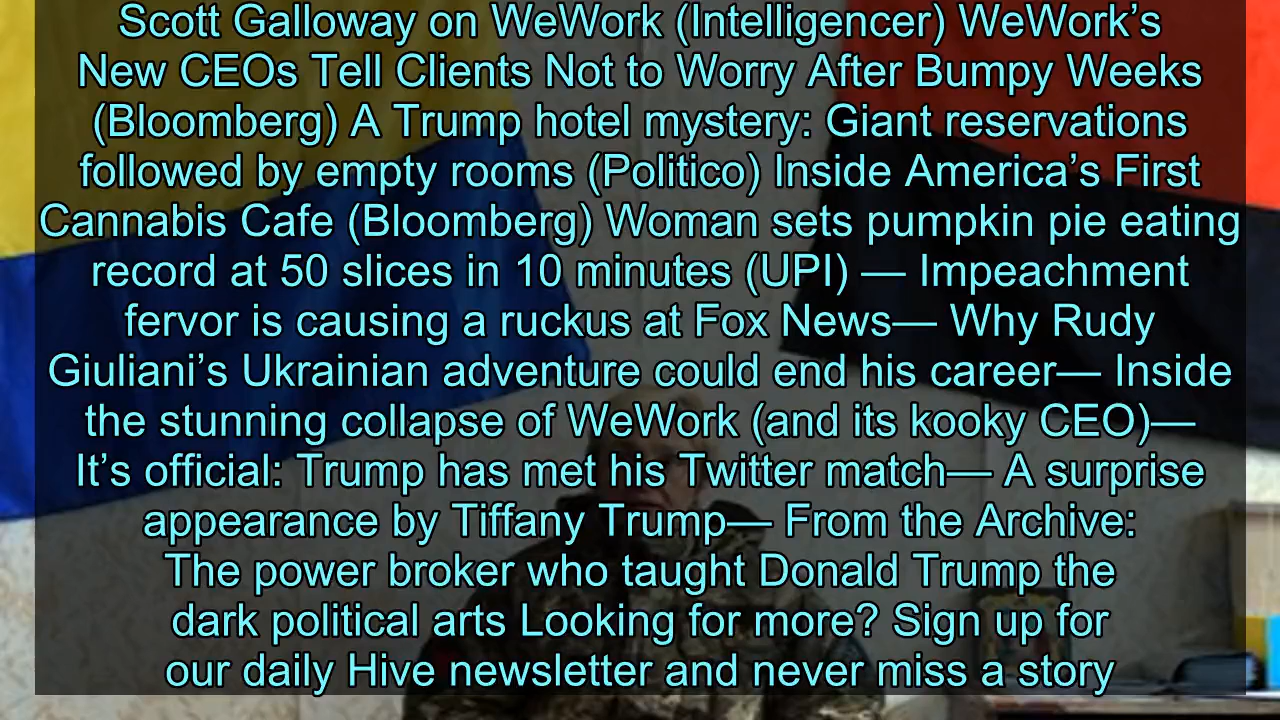 Scott Galloway on WeWork (Intelligencer) WeWork’s
New CEOs Tell Clients Not to Worry After Bumpy Weeks
(Bloomberg) A Trump hotel mystery: Giant reservations
followed by empty rooms (Politico) Inside America’s First
Cannabis Cafe (Bloomberg) Woman sets pumpkin pie eating
record at 50 slices in 10 minutes (UPI) — Impeachment
fervor is causing a ruckus at Fox News— Why Rudy
Giuliani’s Ukrainian adventure could end his career— Inside
the stunning collapse of WeWork (and its kooky CEO)—
It’s official: Trump has met his Twitter match— A surprise
appearance by Tiffany Trump— From the Archive:
The power broker who taught Donald Trump the
dark political arts Looking for more? Sign up for
our daily Hive newsletter and never miss a story